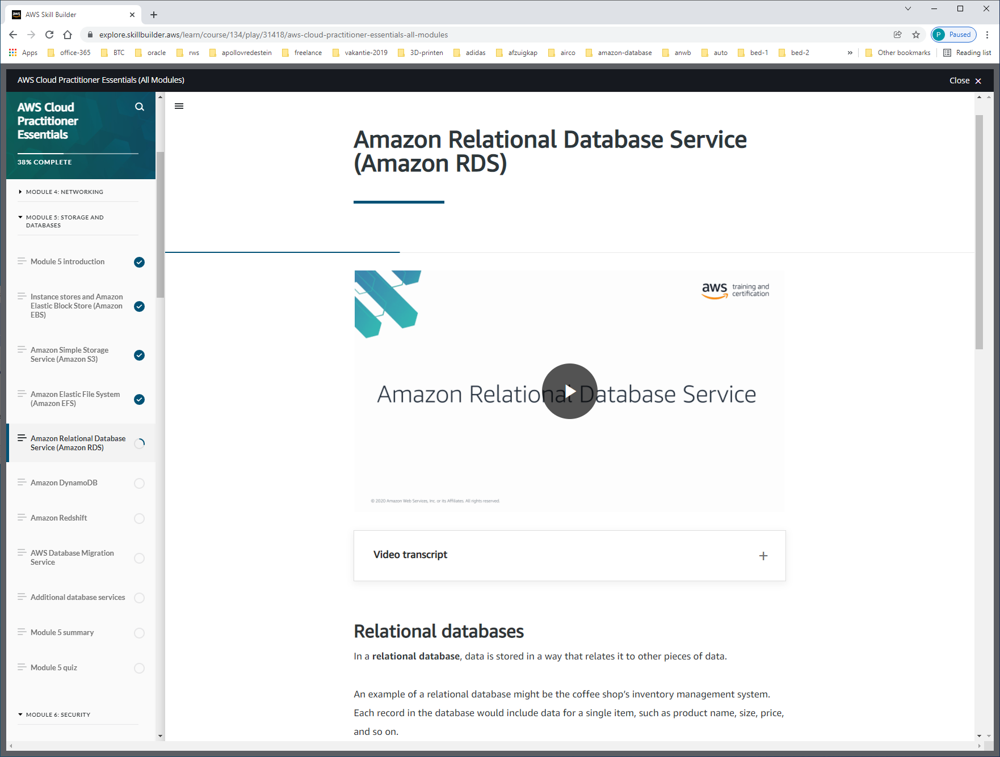 AWS Skill Builder
explore.skillbuilder.aws/learn/course/134/play/31418/aws-cloud-practitioner-essentials-all-modules
P Paused
Apps office-365 BTC oracle rws apollovredestein freelance vakantie-2019 3D-printen adidas afzuigkap airco amazon-database anwb auto bed-1 bed-2 » Other bookmarks Reading list
AWS Cloud Practitioner Essentials (All Modules)
Close
AWS Cloud
Practitioner
Essentials
38% COMPLETE
MODULE 4: NETWORKING
MODULE 5: STORAGE AND
DATABASES
Module 5 introduction
Instance stores and Amazon
Elastic Block Store (Amazon
EBS)
Amazon Simple Storage
Service (Amazon S3)
Amazon Elastic File System
(Amazon EFS)
Amazon Relational Database
Service (Amazon RDS)
Amazon DynamoDB
Amazon Redshift
AWS Database Migration
Service
Additional database services
Module 5 summary
Module 5 quiz
MODULE 6: SECURITY
Amazon Relational Database Service
(Amazon RDS)
aws training and
certification
Amazon Relational Database Service
© 2020 Amazon Web Services, Inc. or its Affiliates. All rights reserved.
Video transcript
Relational databases
In a relational database, data is stored in a way that relates it to other pieces of data.
An example of a relational database might be the coffee shop’s inventory management system.
Each record in the database would include data for a single item, such as product name, size, price,
and so on.